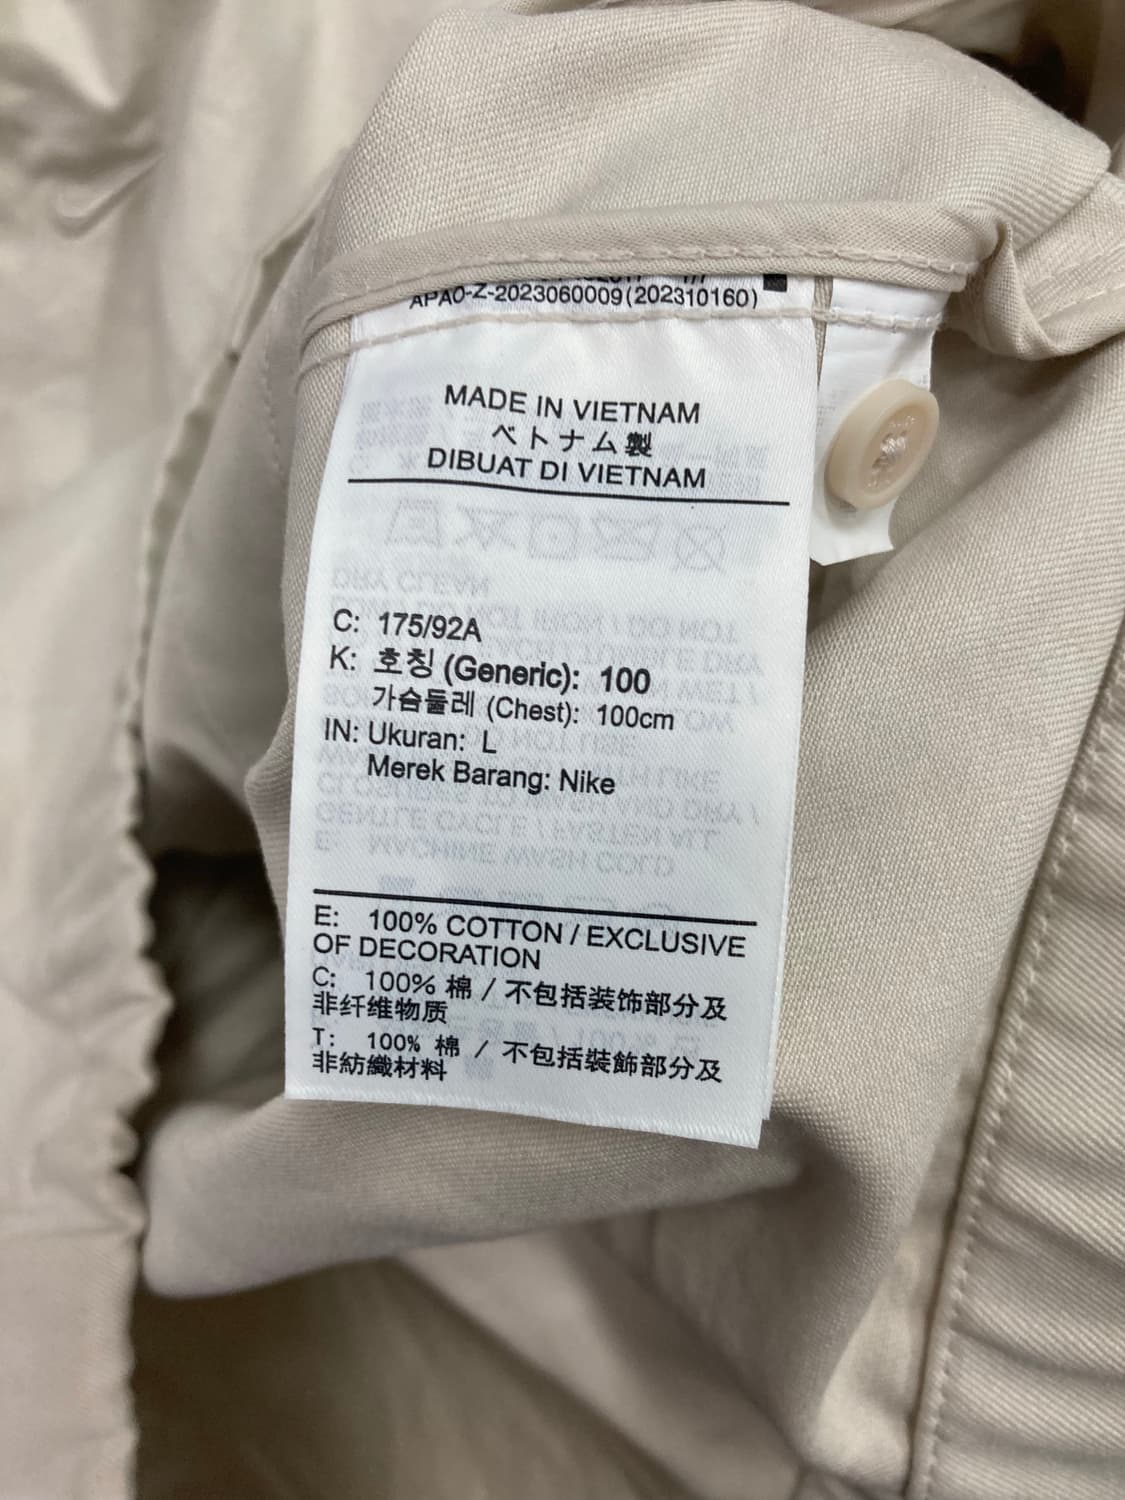 APAO-Z-2023060009(202310160)
MADE IN VIETNAM
ベトナム製
DIBUAT DI VIETNAM
C: 175/92A
K: 호칭 (Generic): 100
가슴둘레 (Chest): 100cm
IN: Ukuran: L
Merek Barang: Nike
E: 100% COTTON / EXCLUSIVE
OF DECORATION
C: 100% 棉 / 不包括装饰部分及
非纤维物质
T: 100% 棉 / 不包括裝飾部分及
非紡織材料